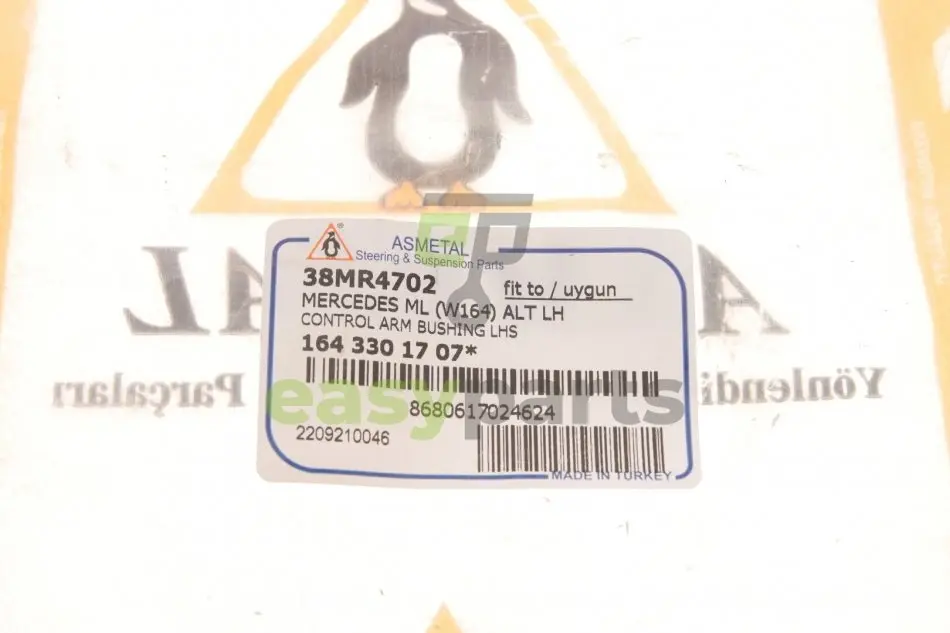 ASMETAL
Steering & Suspension Parts
38MR4702
fit to / uygun
MERCEDES ML (W164) ALT LH
CONTROL ARM BUSHING LHS
164 330 17 07*
easyparts
8680617024624
2209210046
MADE IN TURKEY
Parçaları
Yönlendi